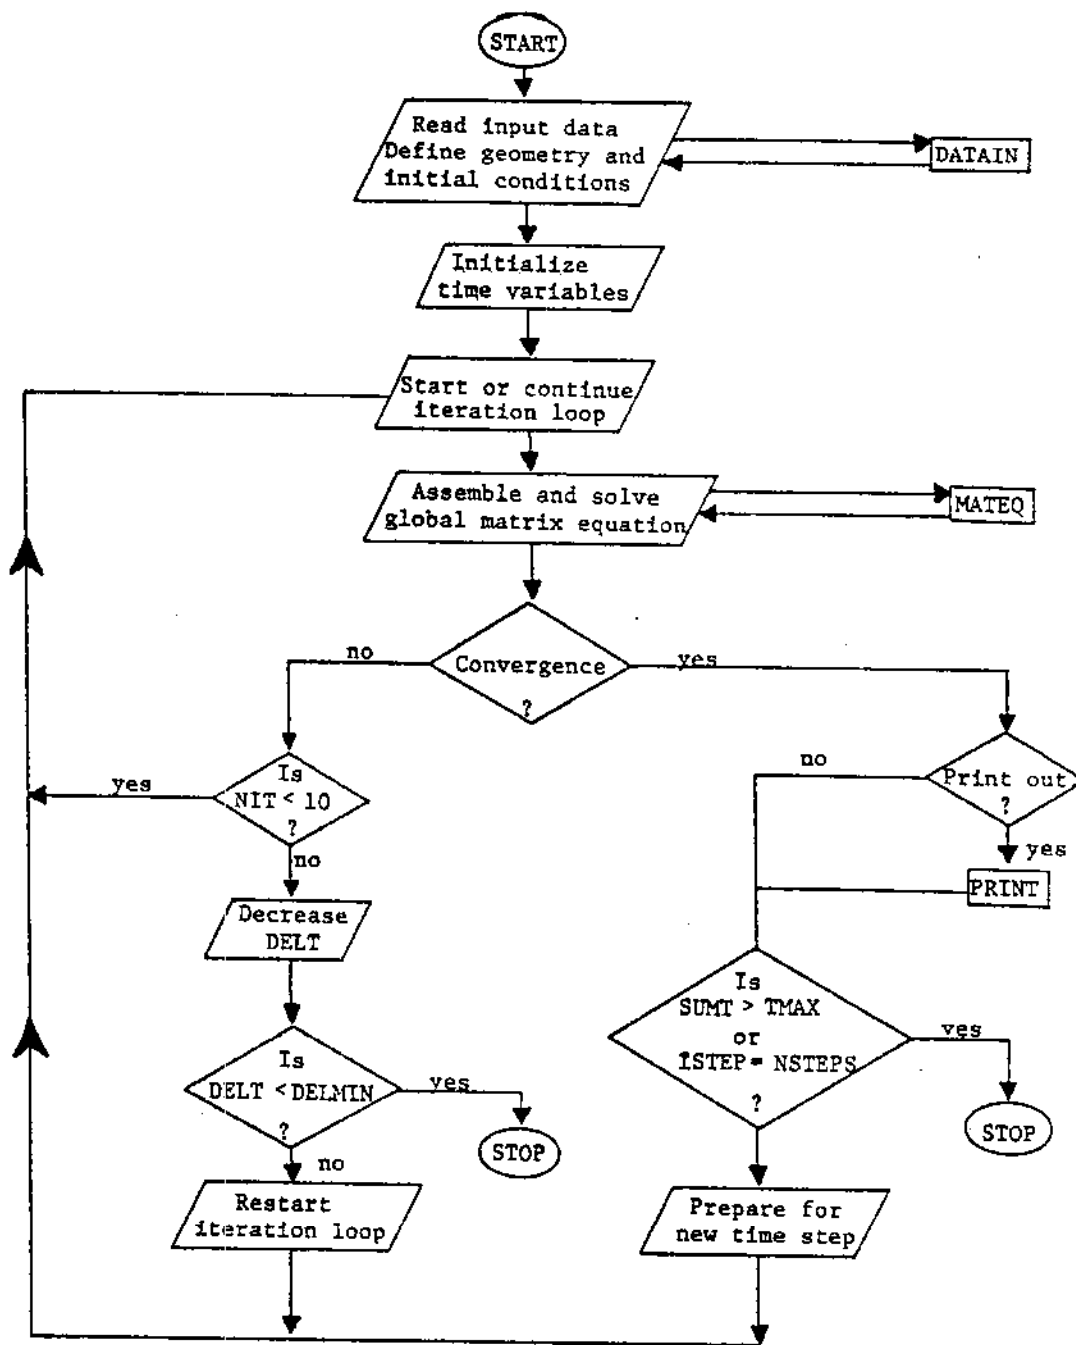 START
Read input data
Define geometry and
initial conditions
DATAIN
Initialize
time variables
Start or continue
iteration loop
Assemble and solve
global matrix equation
MATEQ
no
Convergence
?
yes
yes
Is
NIT < 10
?
no
no
Print out
?
yes
PRINT
Decrease
DELT
Is
DELT < DELMIN
?
yes
STOP
no
Is
SUMT > TMAX
or
ISTEP = NSTEPS
?
yes
STOP
Restart
iteration loop
Prepare for
new time step